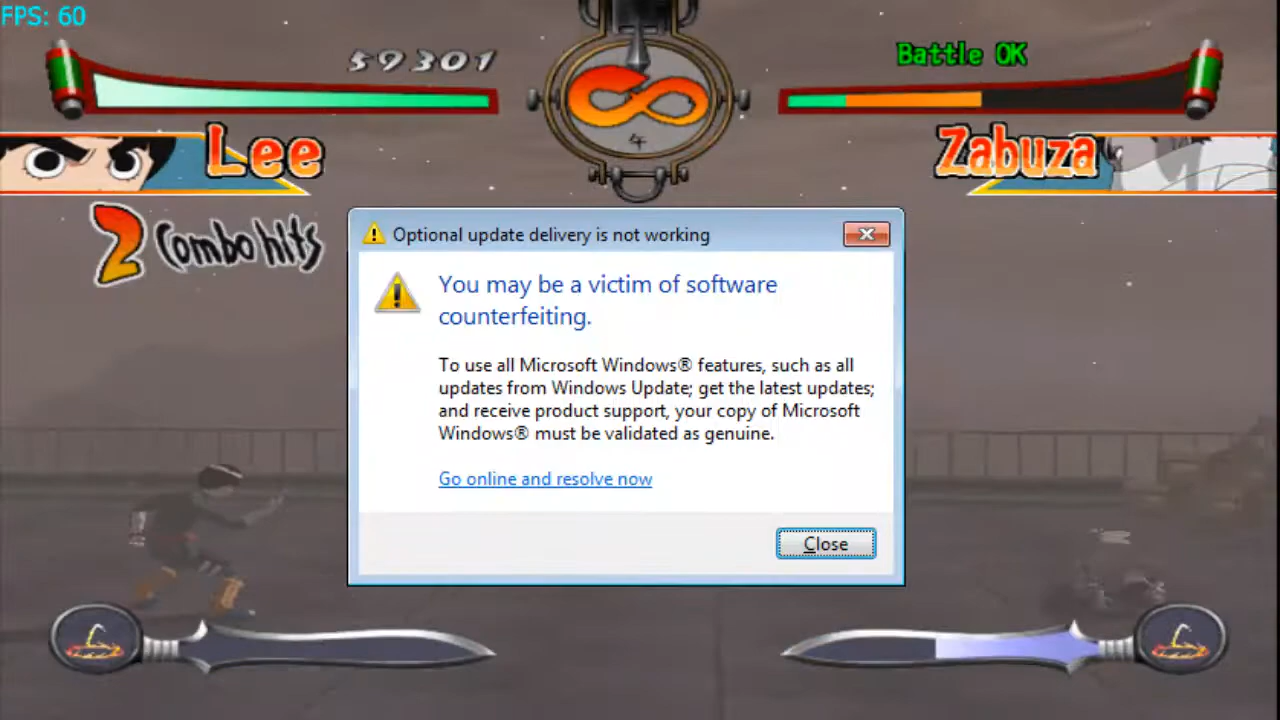 FPS: 60
59301
Battle OK
午
Lee
Zabuza
2 Combo hits
Optional update delivery is not working
You may be a victim of software
counterfeiting.
To use all Microsoft Windows® features, such as all
updates from Windows Update; get the latest updates;
and receive product support, your copy of Microsoft
Windows® must be validated as genuine.
Go online and resolve now
Close